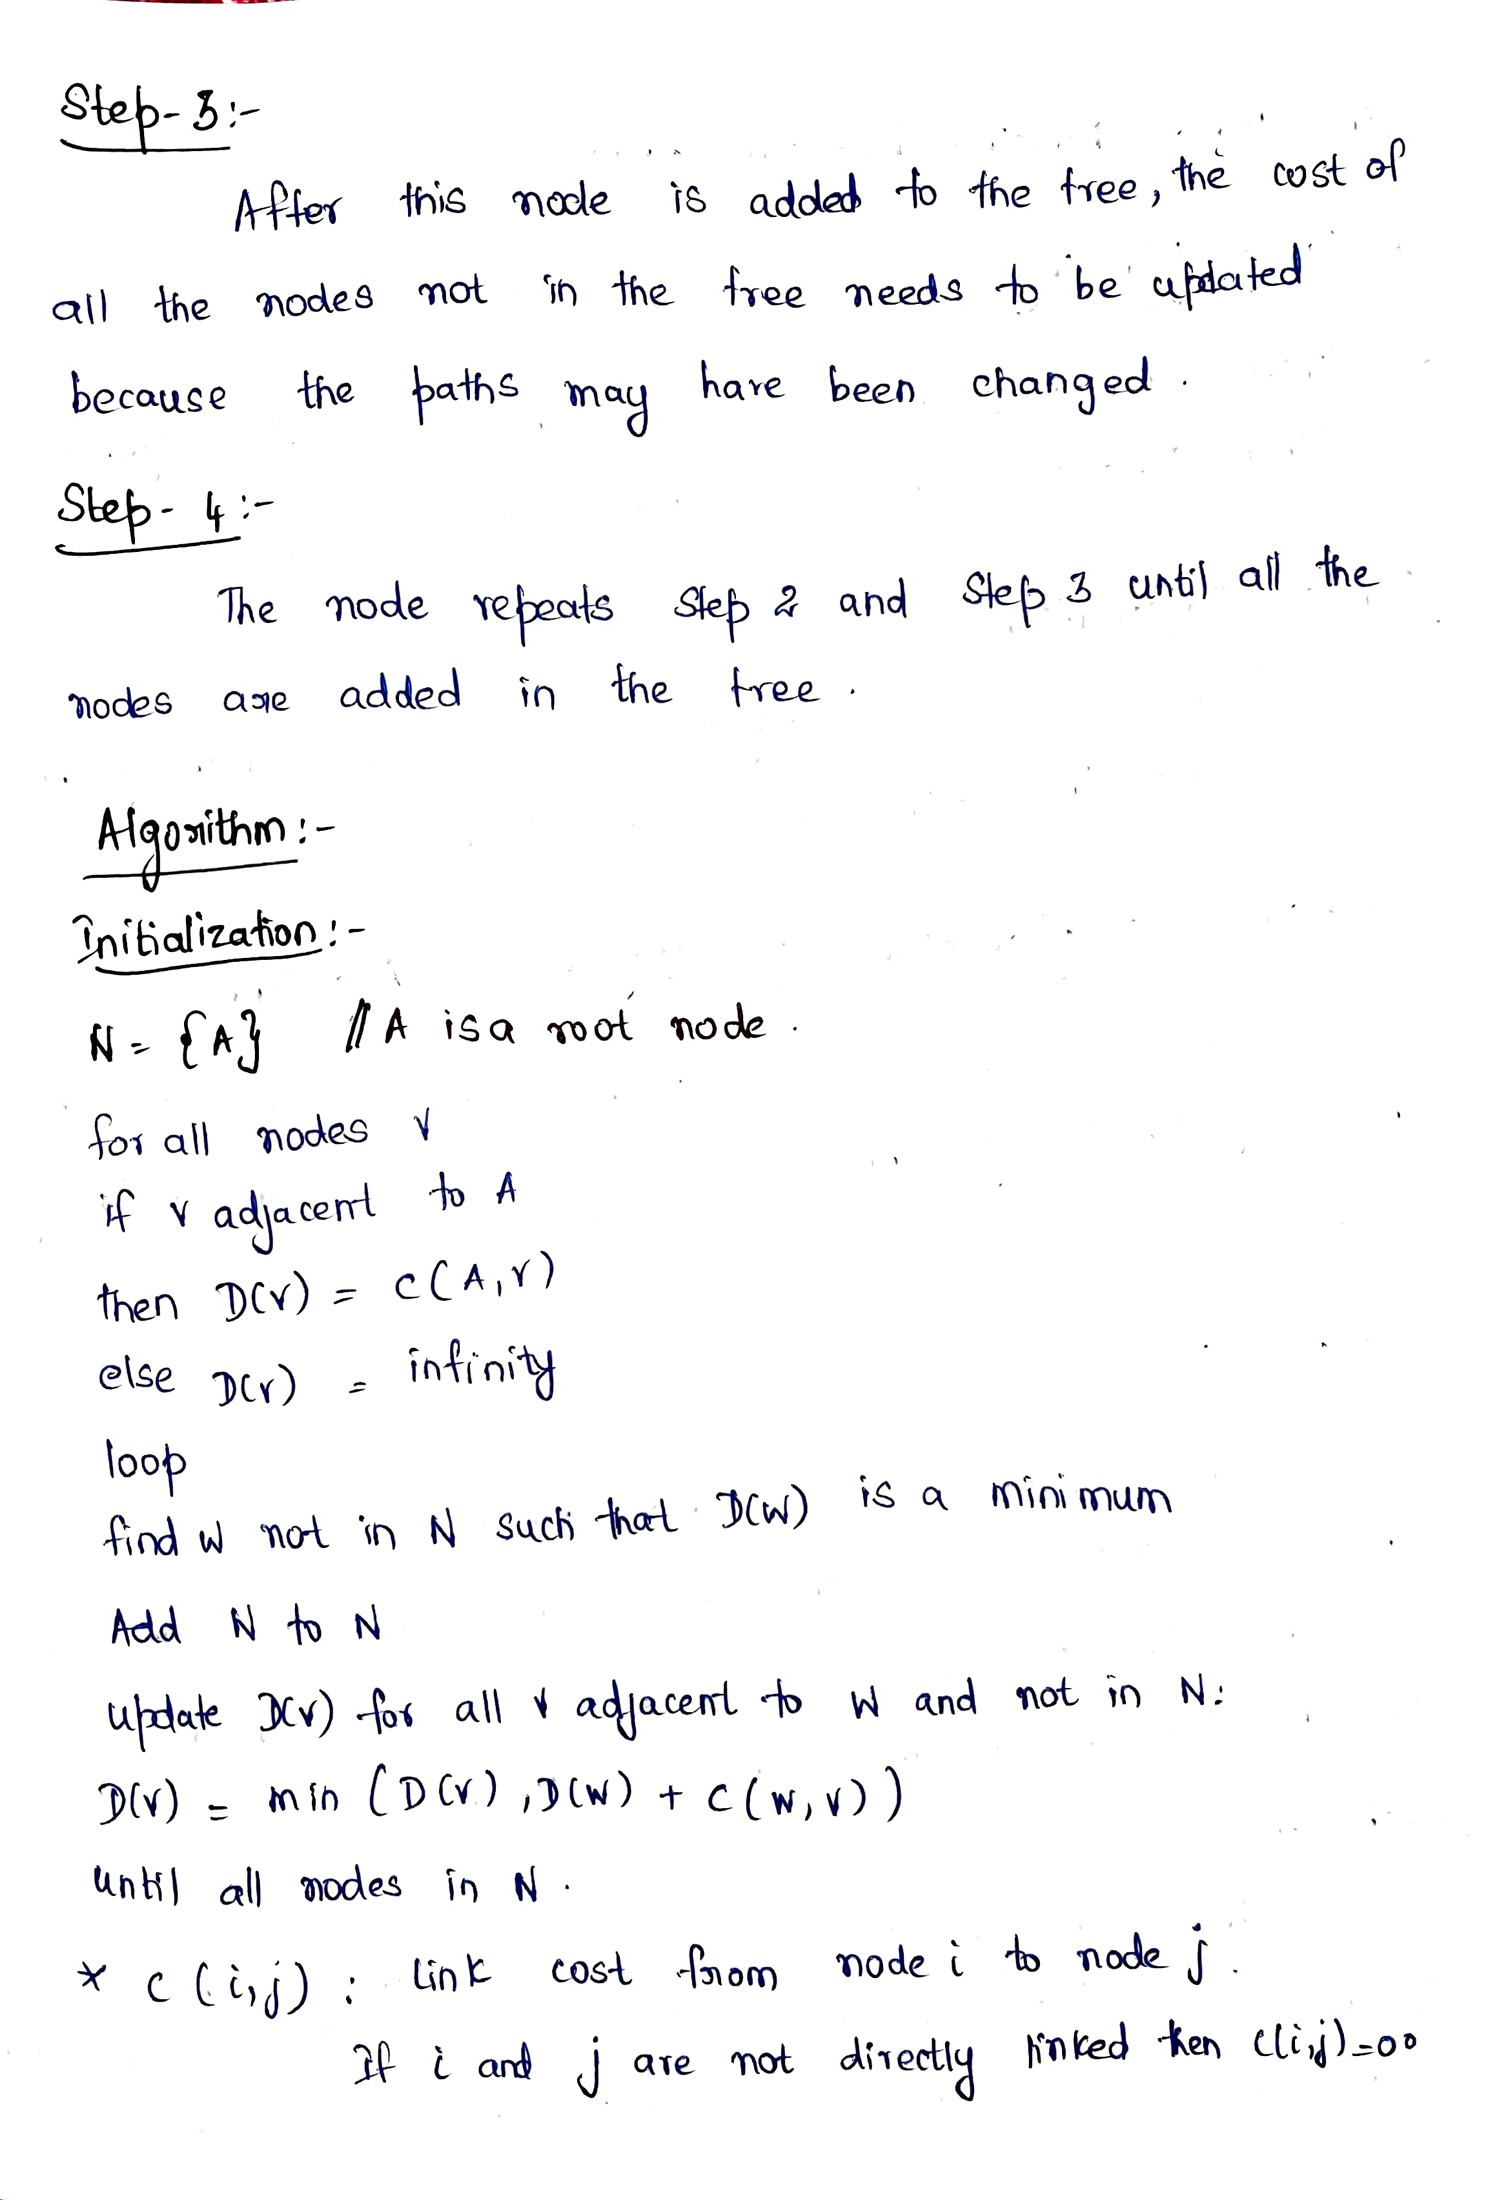 Step-3:-
After this node is added to the tree, the cost of
all the nodes not in the tree needs to be updated
because the paths may have been changed.
Step-4:-
The node repeats step 2 and step 3 until all the
nodes are added in the tree.
Algorithm:-
Initialization:-
N = {A} // A is a root node.
for all nodes v
if v adjacent to A
then D(v) = c(A,v)
else D(v) = infinity
loop
find w not in N such that D(w) is a minimum
Add N to N
update D(v) for all v adjacent to w and not in N:
D(v) = min (D(v), D(w) + c(w,v))
until all nodes in N.
* c(i,j): link cost from node i to node j.
If i and j are not directly linked then c(i,j)=∞